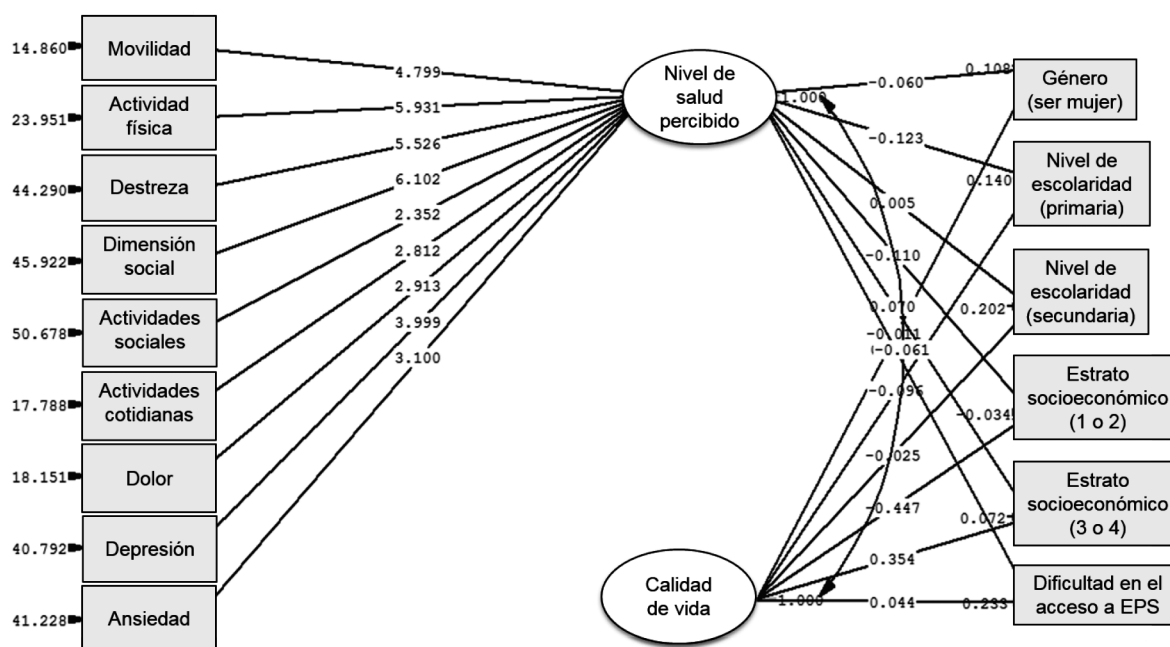 14.860
Movilidad
23.951
Actividad
física
44.290
Destreza
45.922
Dimensión
social
50.678
Actividades
sociales
17.788
Actividades
cotidianas
18.151
Dolor
40.792
Depresión
41.228
Ansiedad
4.799
5.931
5.526
6.102
2.352
2.812
2.913
3.999
3.100
Nivel de
salud
percibido
1.000
Calidad
de vida
1.000
-0.060
-0.123
0.005
-0.110
0.070
-0.011
-0.061
-0.096
-0.025
-0.447
0.354
0.044
0.108
0.140
0.202
-0.034
0.072
0.233
Género
(ser mujer)
Nivel de
escolaridad
(primaria)
Nivel de
escolaridad
(secundaria)
Estrato
socioeconómico
(1 o 2)
Estrato
socioeconómico
(3 o 4)
Dificultad en el
acceso a EPS